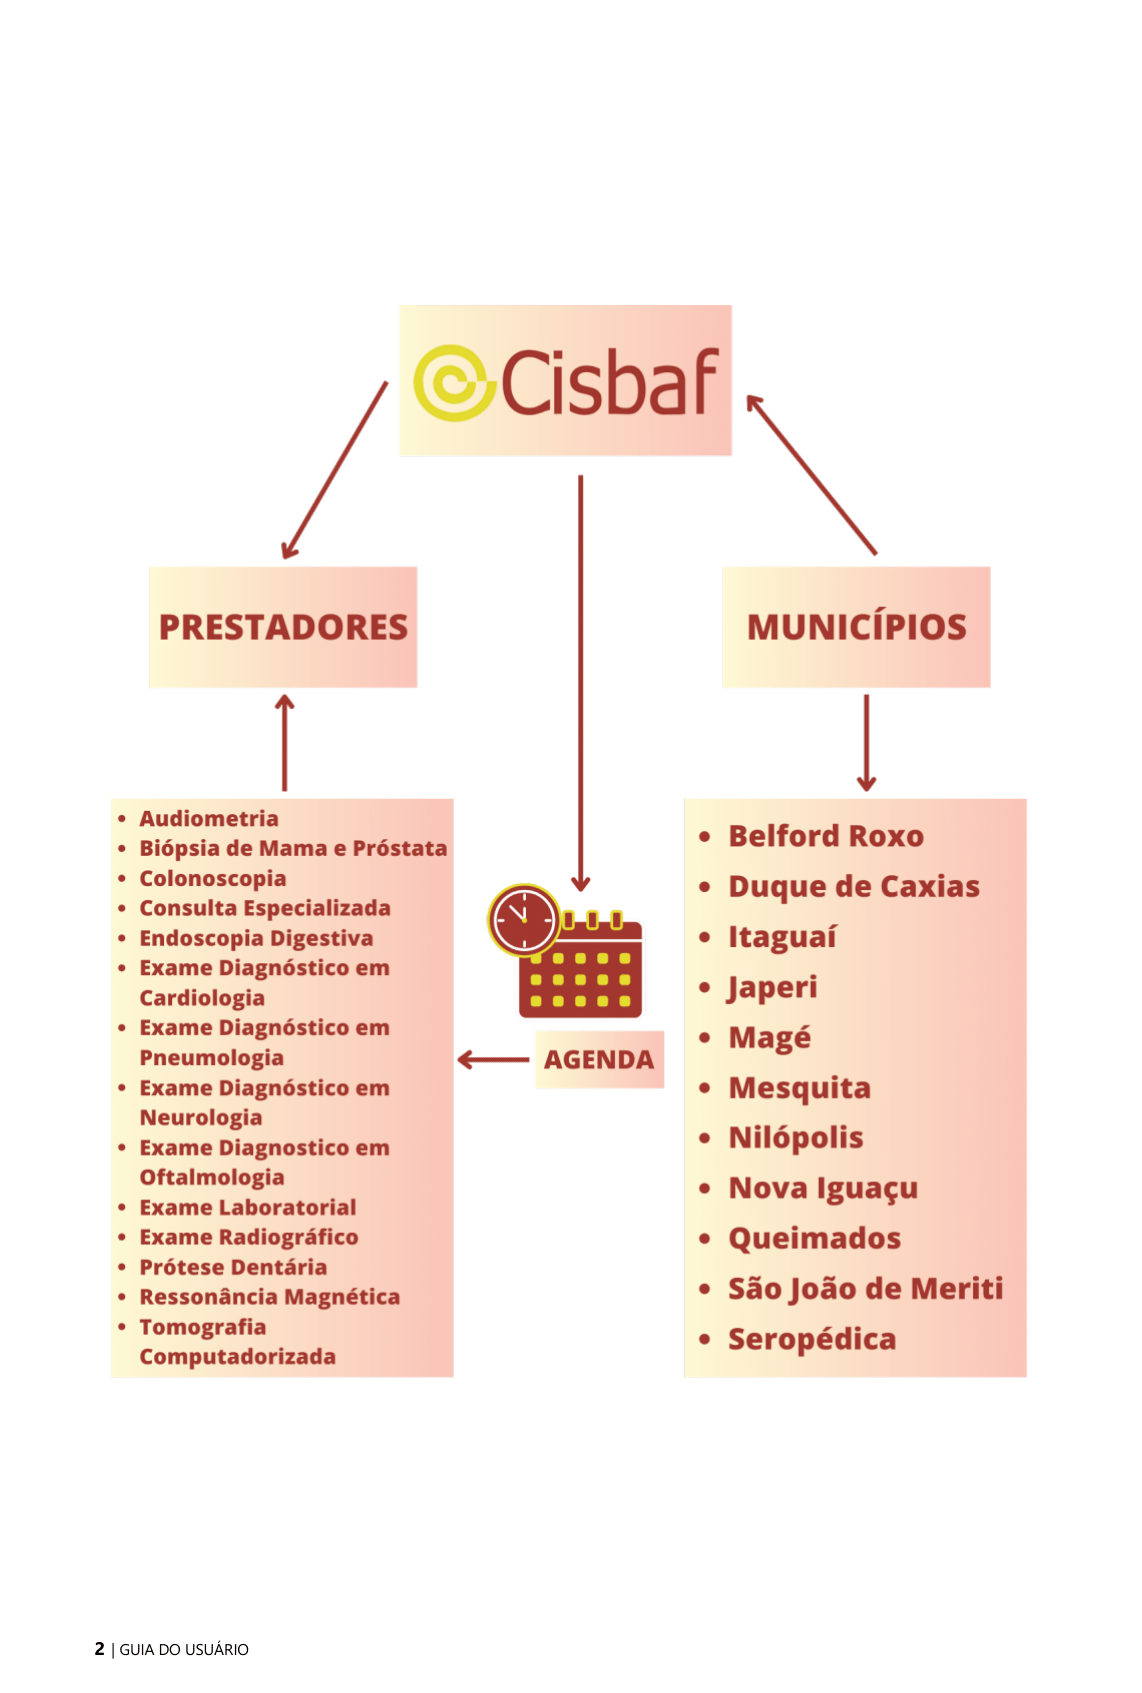 Cisbaf
PRESTADORES
MUNICÍPIOS
• Audiometria
• Biópsia de Mama e Próstata
• Colonoscopia
• Consulta Especializada
• Endoscopia Digestiva
• Exame Diagnóstico em
Cardiologia
• Exame Diagnóstico em
Pneumologia
• Exame Diagnóstico em
Neurologia
• Exame Diagnostico em
Oftalmologia
• Exame Laboratorial
• Exame Radiográfico
• Prótese Dentária
• Ressonância Magnética
• Tomografia
Computadorizada
AGENDA
• Belford Roxo
• Duque de Caxias
• Itaguaí
• Japeri
• Magé
• Mesquita
• Nilópolis
• Nova Iguaçu
• Queimados
• São João de Meriti
• Seropédica
2 | GUIA DO USUÁRIO